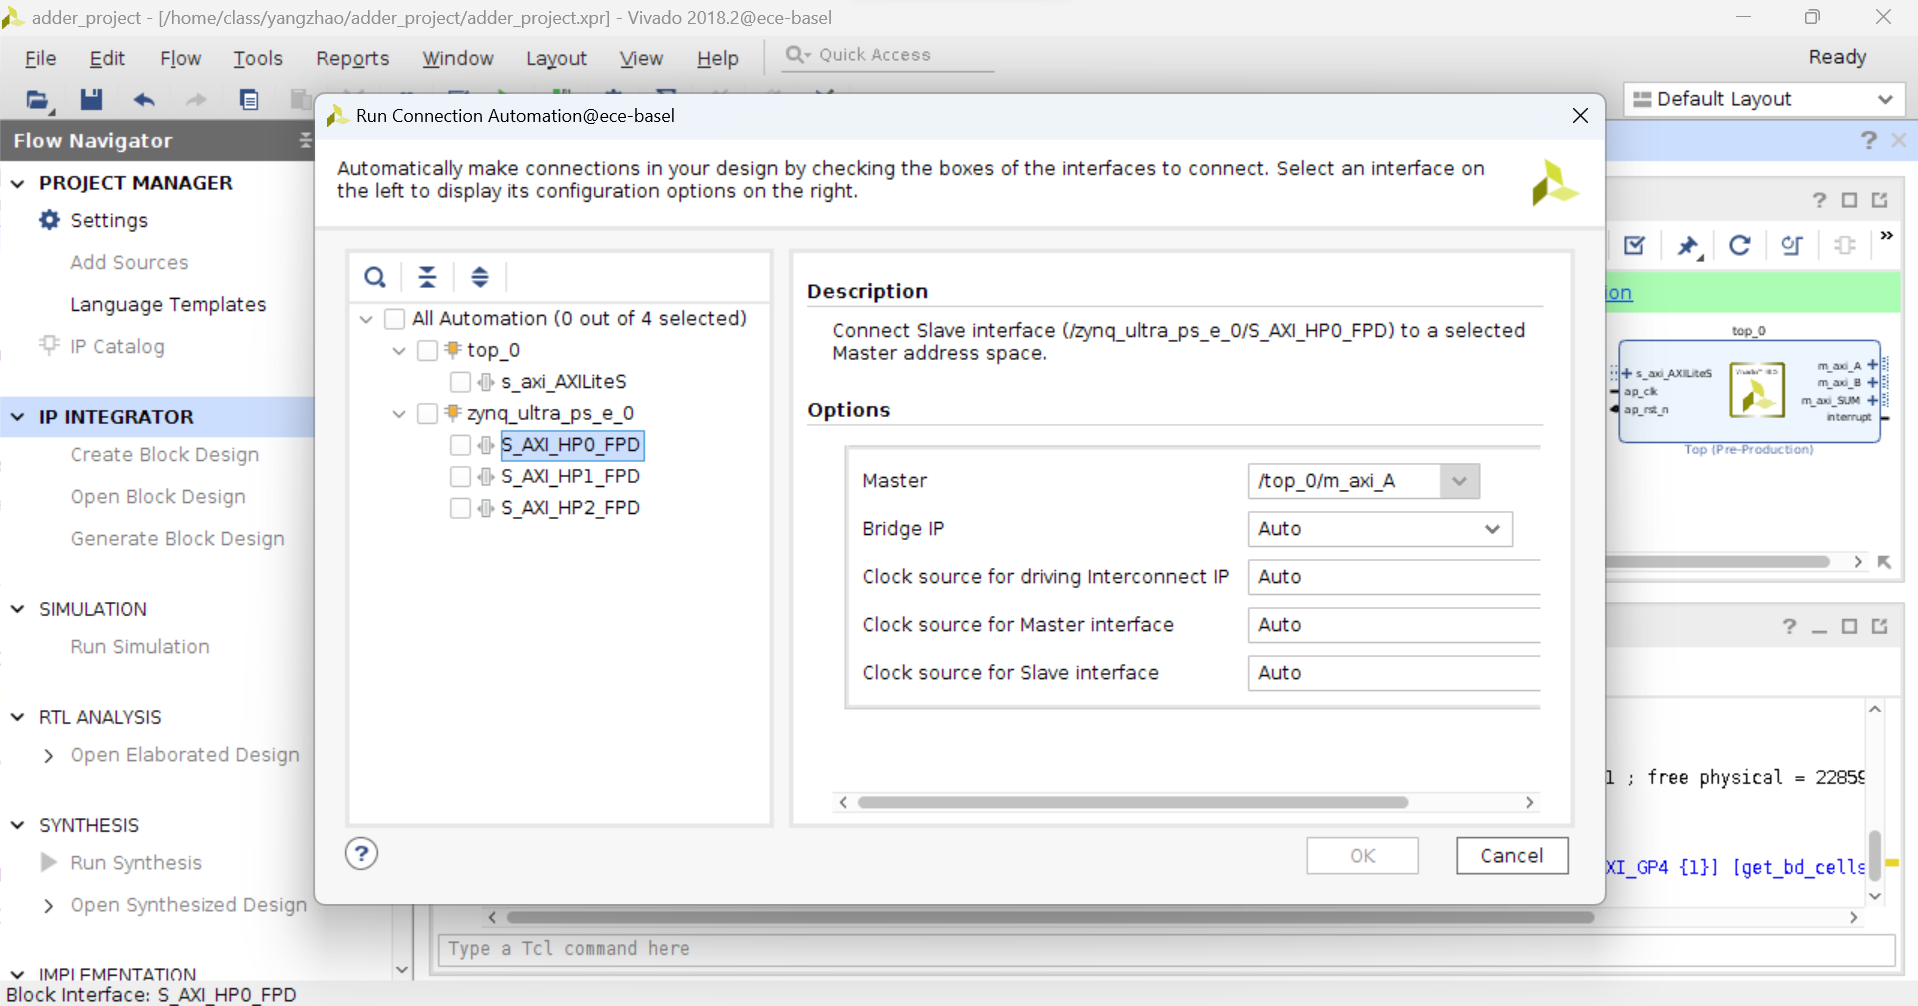 adder_project - [/home/class/yangzhao/adder_project/adder_project.xpr] - Vivado 2018.2@ece-basel
File Edit Flow Tools Reports Window Layout View Help
Quick Access
Ready
Default Layout
Flow Navigator
PROJECT MANAGER
Settings
Add Sources
Language Templates
IP Catalog
IP INTEGRATOR
Create Block Design
Open Block Design
Generate Block Design
SIMULATION
Run Simulation
RTL ANALYSIS
Open Elaborated Design
SYNTHESIS
Run Synthesis
Open Synthesized Design
IMPLEMENTATION
Block Interface: S_AXI_HP0_FPD
Run Connection Automation@ece-basel
Automatically make connections in your design by checking the boxes of the interfaces to connect. Select an interface on
the left to display its configuration options on the right.
All Automation (0 out of 4 selected)
top_0
s_axi_AXILiteS
zynq_ultra_ps_e_0
S_AXI_HP0_FPD
S_AXI_HP1_FPD
S_AXI_HP2_FPD
Description
Connect Slave interface (/zynq_ultra_ps_e_0/S_AXI_HP0_FPD) to a selected
Master address space.
Options
Master /top_0/m_axi_A
Bridge IP Auto
Clock source for driving Interconnect IP Auto
Clock source for Master interface Auto
Clock source for Slave interface Auto
?
OK Cancel
ion
top_0
s_axi_AXILiteS
ap_clk
ap_rst_n
m_axi_A
m_axi_B
m_axi_SUM
interrupt
Top (Pre-Production)
l ; free physical = 22859
XI_GP4 {1}] [get_bd_cells
Type a Tcl command here